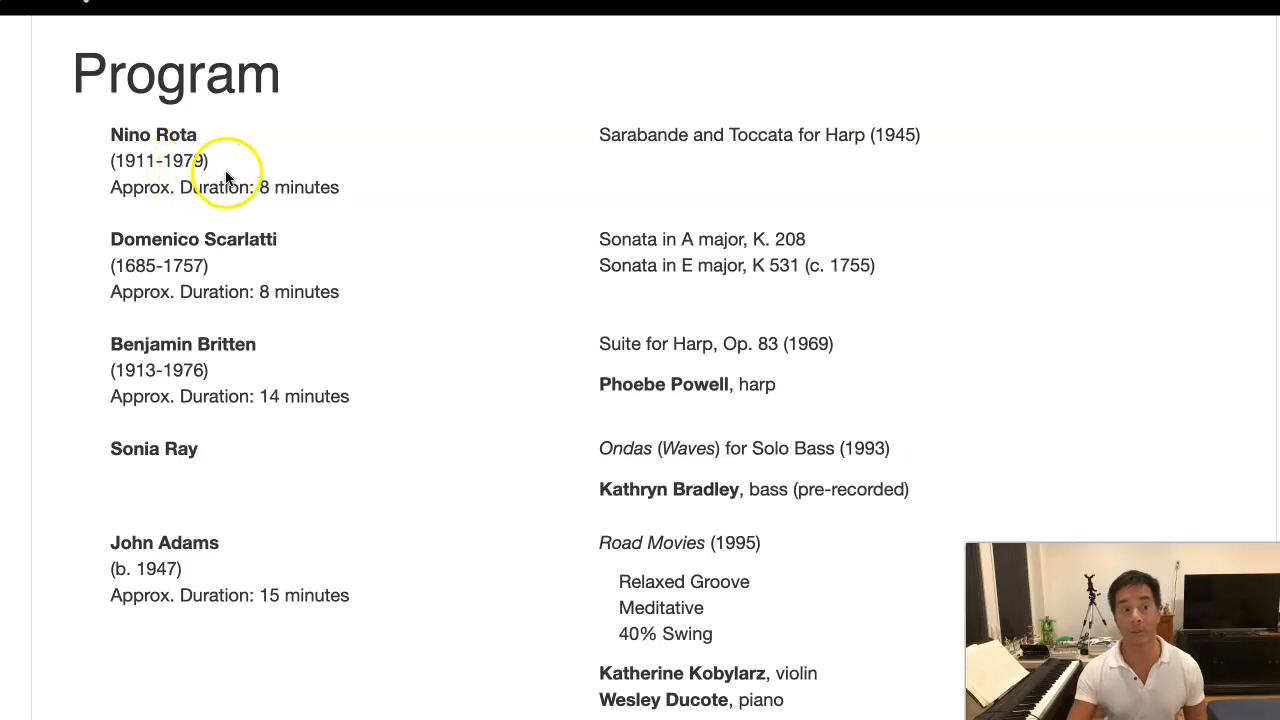 Program
Nino Rota
Sarabande and Toccata for Harp (1945)
(1911-1979)
Approx. Duration: 8 minutes
Domenico Scarlatti
Sonata in A major, K. 208
(1685-1757)
Sonata in E major, K 531 (c. 1755)
Approx. Duration: 8 minutes
Benjamin Britten
Suite for Harp, Op. 83 (1969)
(1913-1976)
Phoebe Powell, harp
Approx. Duration: 14 minutes
Sonia Ray
Ondas (Waves) for Solo Bass (1993)
Kathryn Bradley, bass (pre-recorded)
John Adams
Road Movies (1995)
(b. 1947)
Relaxed Groove
Approx. Duration: 15 minutes
Meditative
40% Swing
Katherine Kobylarz, violin
Wesley Ducote, piano